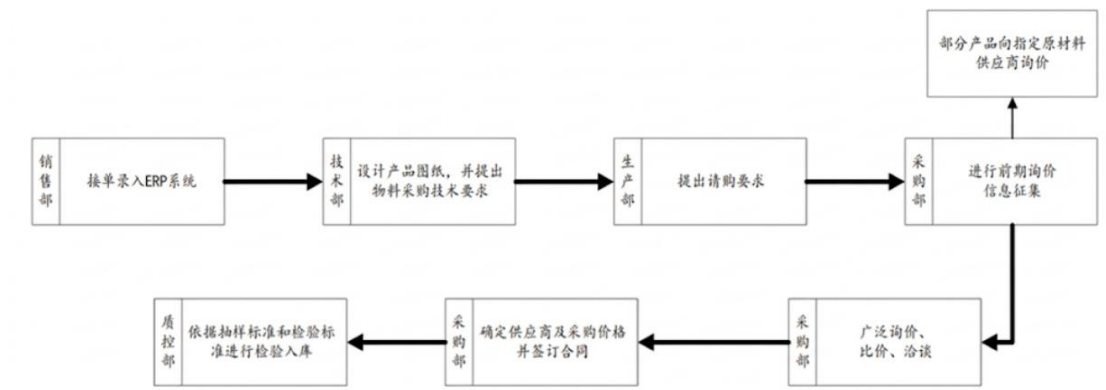 部分产品向指定原材料
供应商询价
销售部
接单录入ERP系统
技术部
设计产品图纸，并提出
物料采购技术要求
生产部
提出请购要求
采购部
进行前期询价
信息征集
质控部
依据抽样标准和检验标
准进行检验入库
采购部
确定供应商及采购价格
并签订合同
采购部
广泛询价、
比价、洽谈